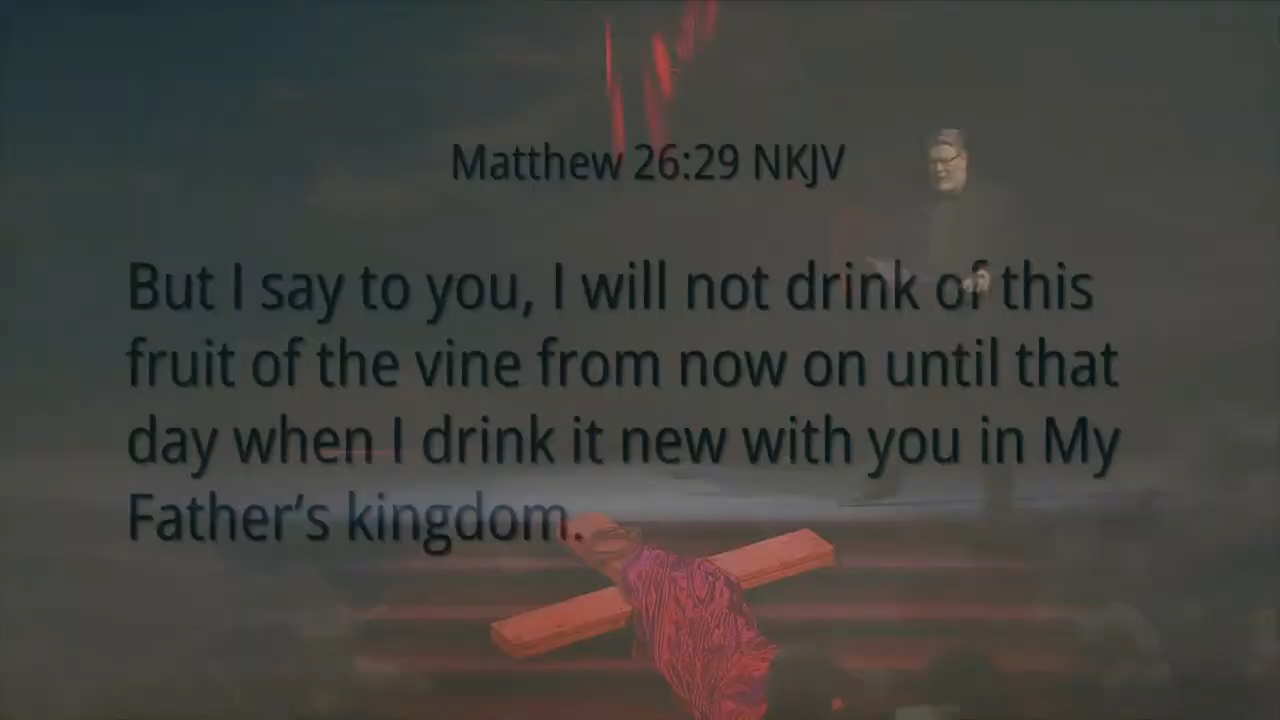 Matthew 26:29 NKJV
But I say to you, I will not drink of this
fruit of the vine from now on until that
day when I drink it new with you in My
Father’s kingdom.